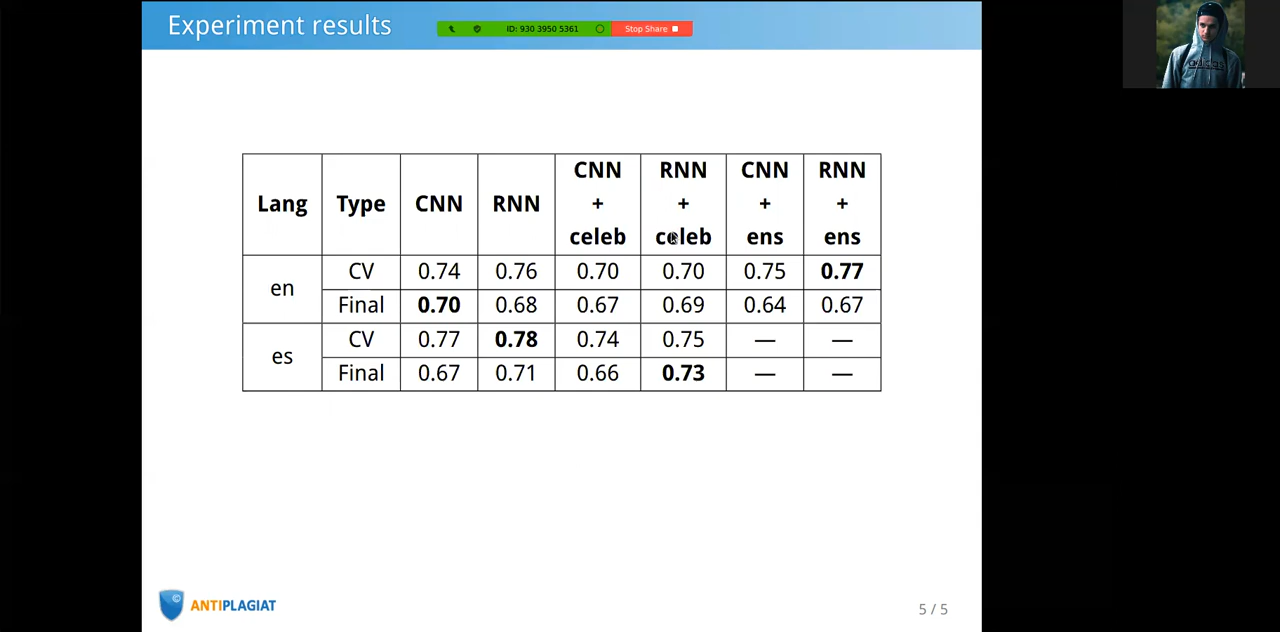 Experiment results
ID: 930 3950 5361
Stop Share
Lang Type CNN RNN CNN + celeb RNN + celeb CNN + ens RNN + ens
en CV 0.74 0.76 0.70 0.70 0.75 0.77
Final 0.70 0.68 0.67 0.69 0.64 0.67
es CV 0.77 0.78 0.74 0.75 — —
Final 0.67 0.71 0.66 0.73 — —
ANTIPLAGIAT
5 / 5